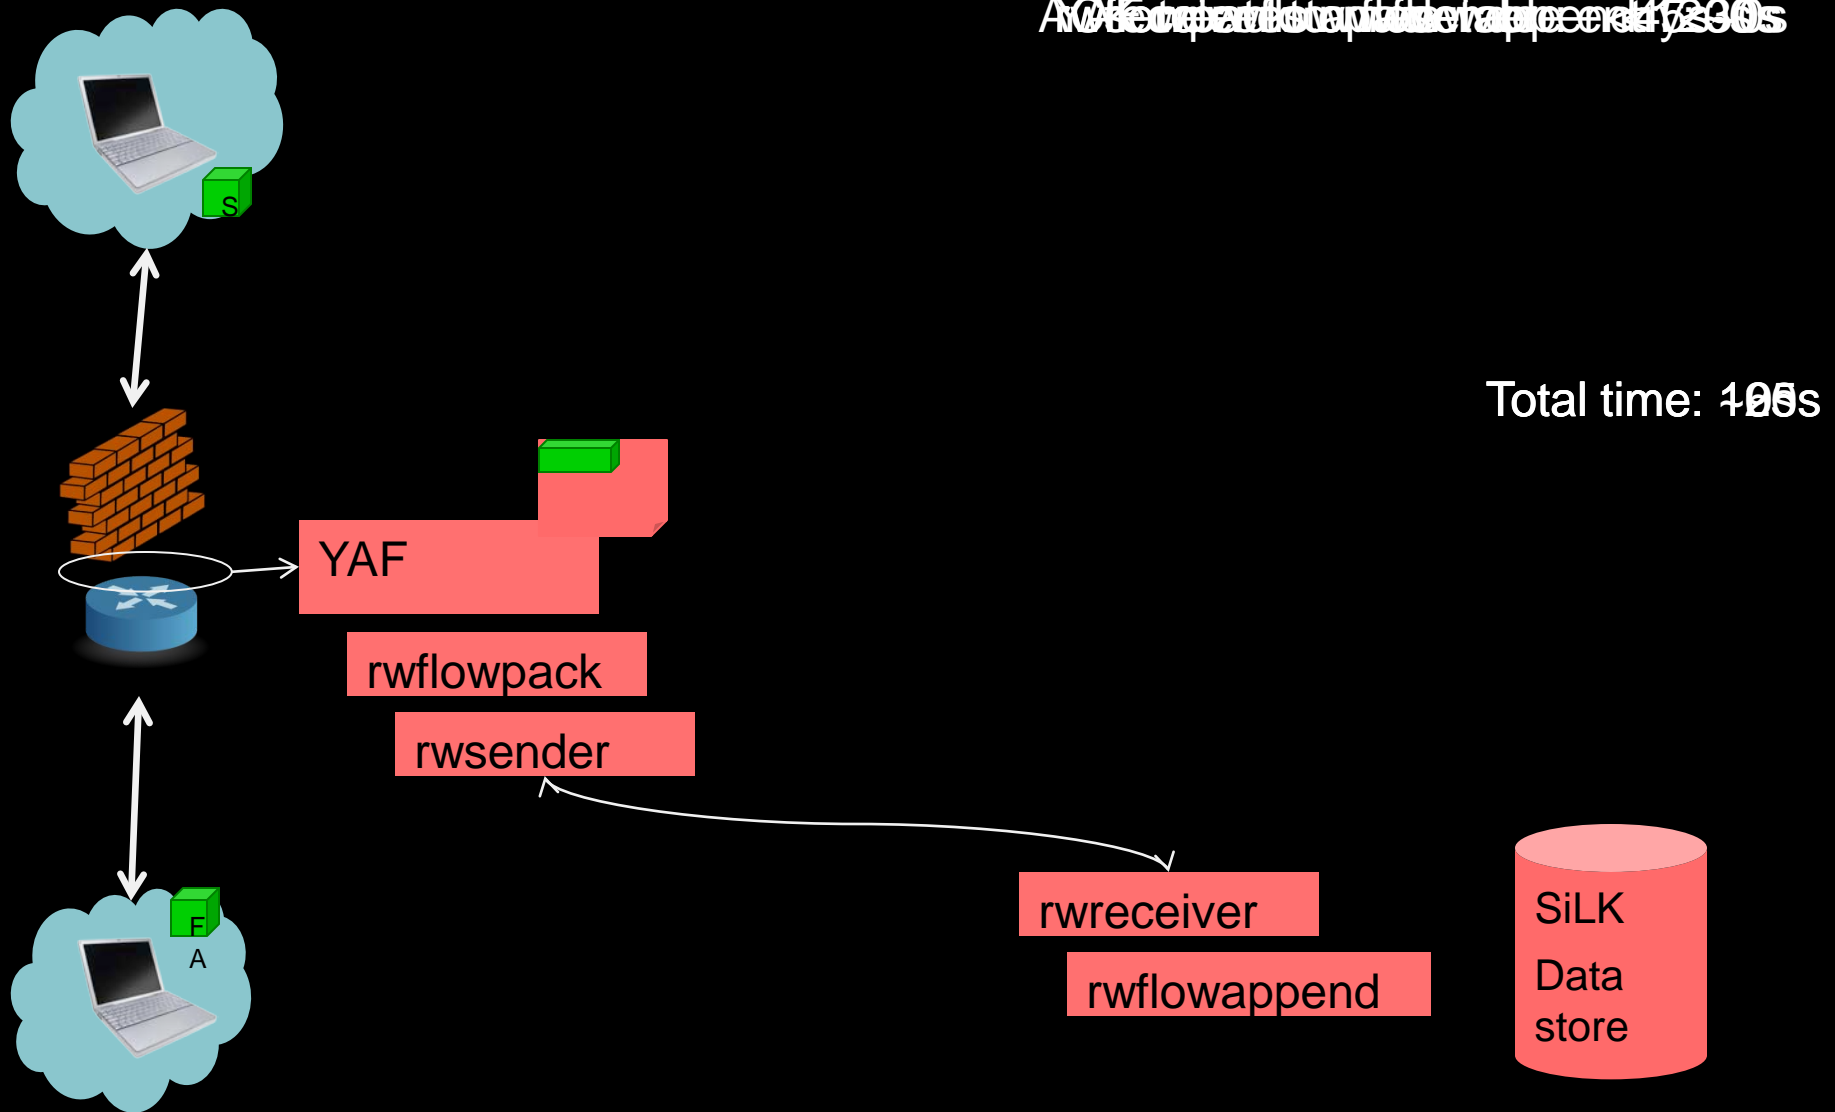 S
Total time:
YAF
rwflowpack
rwsender
rwreceiver
rwflowappend
SiLK
Data
store
F
A